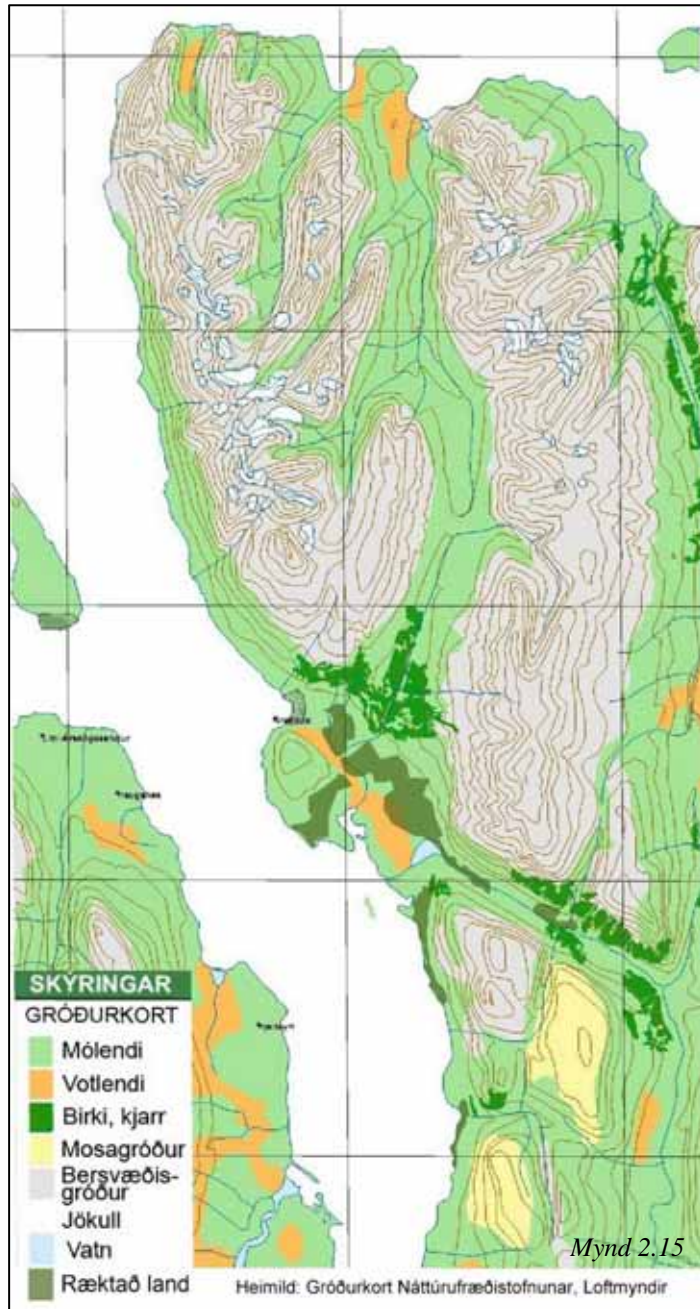 SKÝRINGAR
GRÓÐURKORT
Mólendi
Votlendi
Birki, kjarr
Mosagróður
Bersvæðis-
gróður
Jökull
Vatn
Ræktað land
Mynd 2.15
Heimild: Gróðurkort Náttúrufræðistofnunar, Loftmyndir